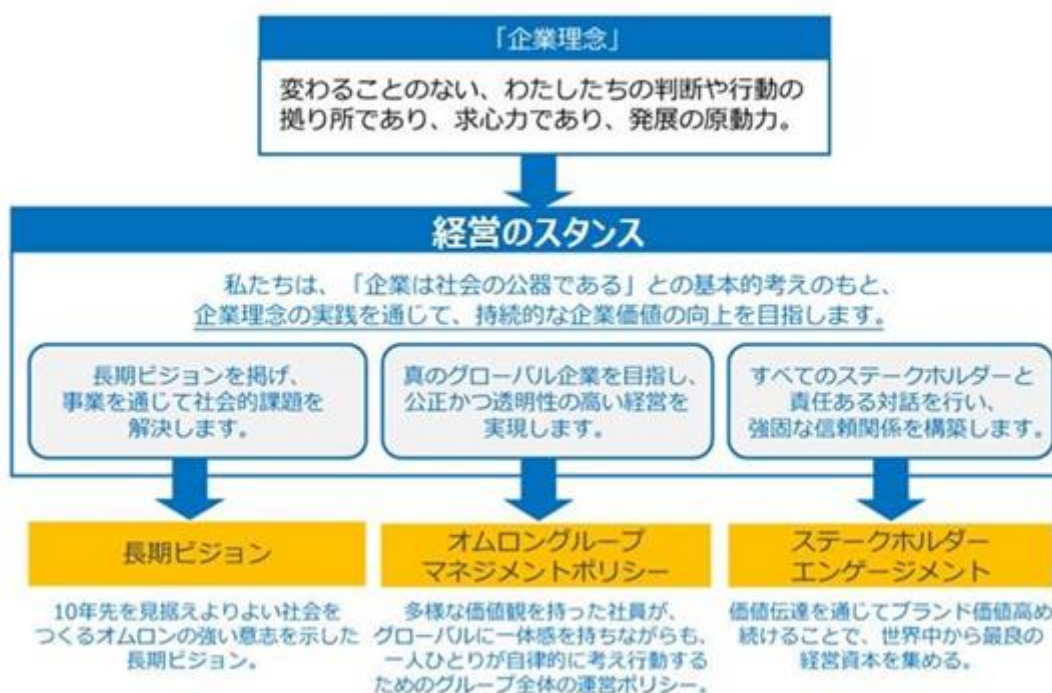 「企業理念」
変わることのない、わたしたちの判断や行動の
拠り所であり、求心力であり、発展の原動力。
経営のスタンス
私たちは、「企業は社会の公器である」との基本的考えのもと、
企業理念の実践を通じて、持続的な企業価値の向上を目指します。
長期ビジョンを掲げ、
事業を通じて社会的課題を
解決します。
真のグローバル企業を目指し、
公正かつ透明性の高い経営を
実現します。
すべてのステークホルダーと
責任ある対話を行い、
強固な信頼関係を構築します。
長期ビジョン
10年先を見据えよりよい社会を
つくるオムロンの強い意志を示した
長期ビジョン。
オムロングループ
マネジメントポリシー
多様な価値観を持った社員が、
グローバルに一体感を持ちながらも、
一人ひとりが自律的に考え行動する
ためのグループ全体の運営ポリシー。
ステークホルダー
エンゲージメント
価値伝達を通じてブランド価値高め
続けることで、世界中から最良の
経営資本を集める。